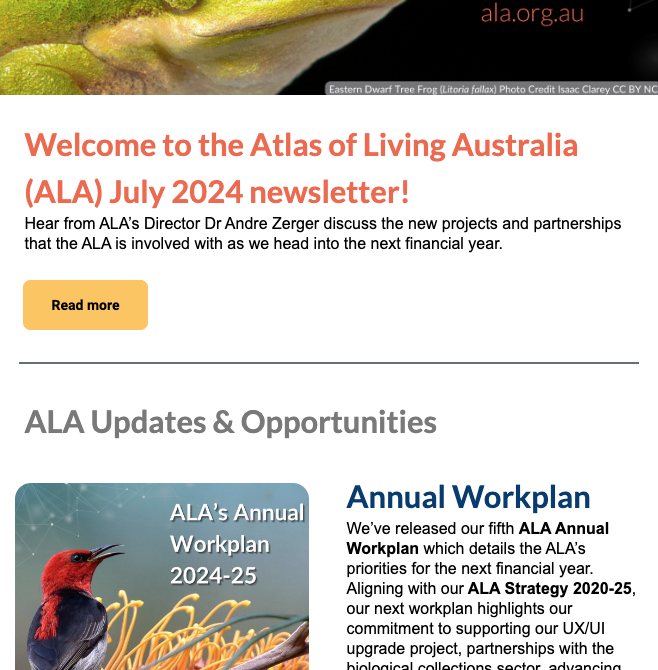 ala.org.au
Eastern Dwarf Tree Frog (Litoria fallax) Photo Credit Isaac Clarey CC BY NC
Welcome to the Atlas of Living Australia
(ALA) July 2024 newsletter!
Hear from ALA’s Director Dr Andre Zerger discuss the new projects and partnerships
that the ALA is involved with as we head into the next financial year.
Read more
ALA Updates & Opportunities
ALA’s Annual
Workplan
2024-25
Annual Workplan
We’ve released our fifth ALA Annual
Workplan which details the ALA’s
priorities for the next financial year.
Aligning with our ALA Strategy 2020-25,
our next workplan highlights our
commitment to supporting our UX/UI
upgrade project, partnerships with the
biological collections sector, advancing